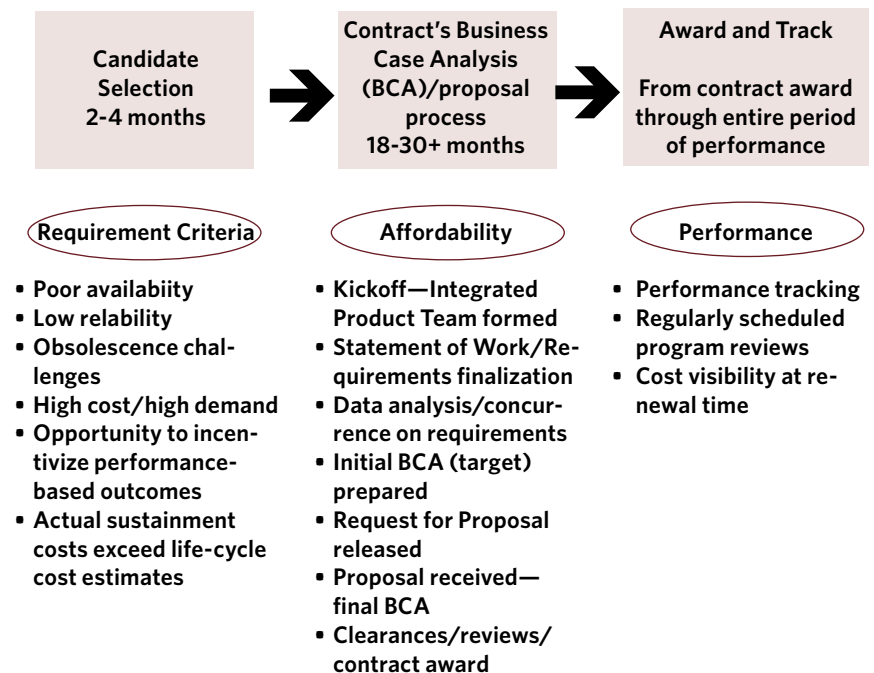 Candidate
Selection
2-4 months
Contract's Business
Case Analysis
(BCA)/proposal
process
18-30+ months
Award and Track
From contract award
through entire period
of performance
Requirement Criteria
• Poor availabiity
• Low relability
• Obsolescence chal-
lenges
• High cost/high demand
• Opportunity to incen-
tivize performance-
based outcomes
• Actual sustainment
costs exceed life-cycle
cost estimates
Affordability
• Kickoff—Integrated
Product Team formed
• Statement of Work/Re-
quirements finalization
• Data analysis/concur-
rence on requirements
• Initial BCA (target)
prepared
• Request for Proposal
released
• Proposal received—
final BCA
• Clearances/reviews/
contract award
Performance
• Performance tracking
• Regularly scheduled
program reviews
• Cost visibility at re-
newal time